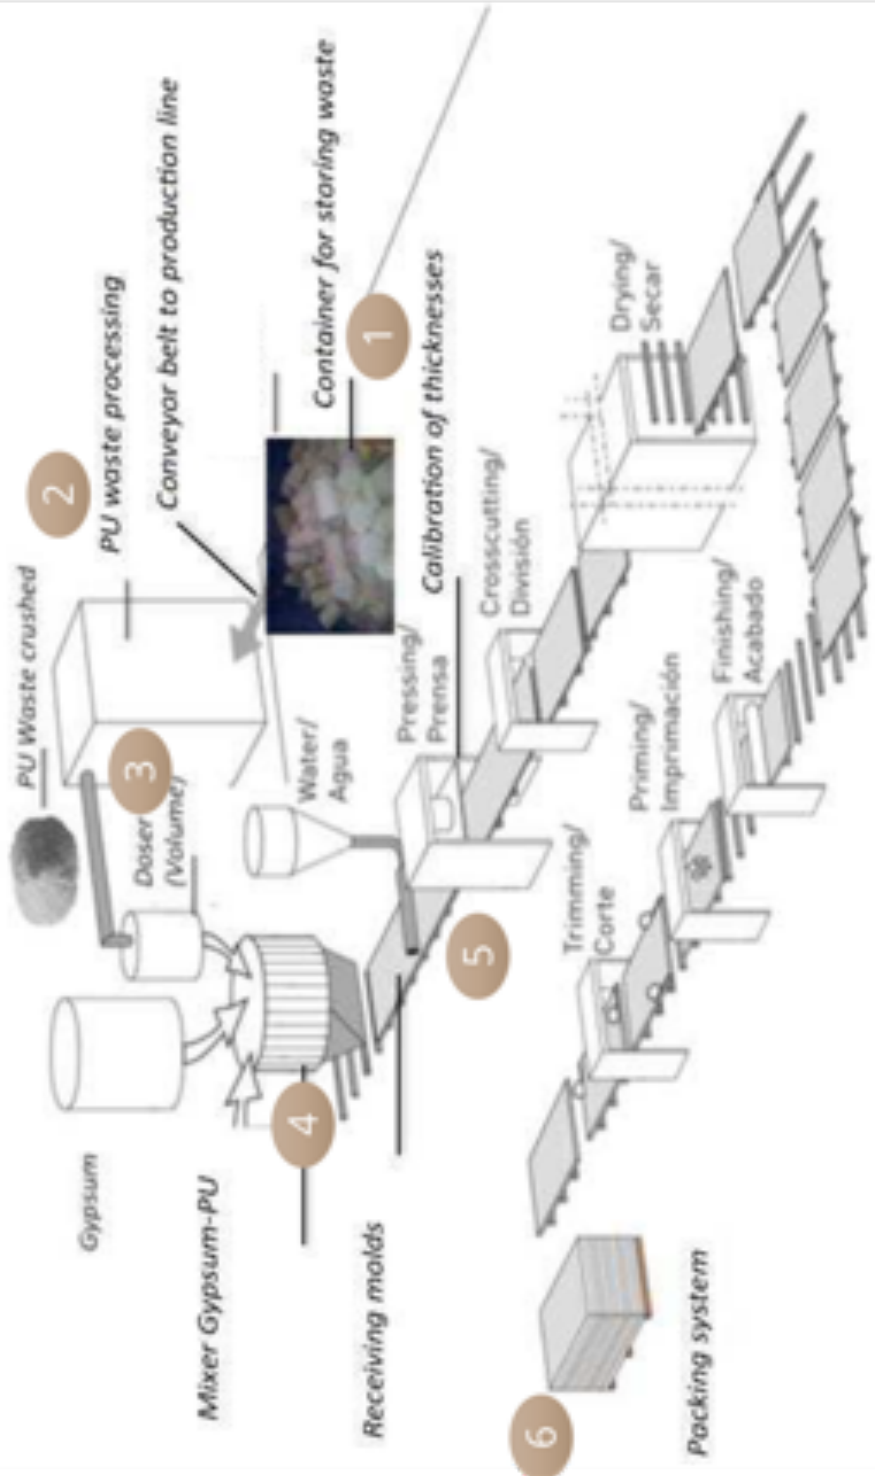 Gypsum
PU Waste crushed
2
PU waste processing
Conveyor belt to production line
3
Doser
(Volume)
Mixer Gypsum-PU
4
Water/
Agua
Container for storing waste
1
Receiving molds
5
Pressing/
Prensa
Calibration of thicknesses
Crosscutting/
División
Drying/
Secar
6
Packing system
Trimming/
Corte
Priming/
Imprimación
Finishing/
Acabado